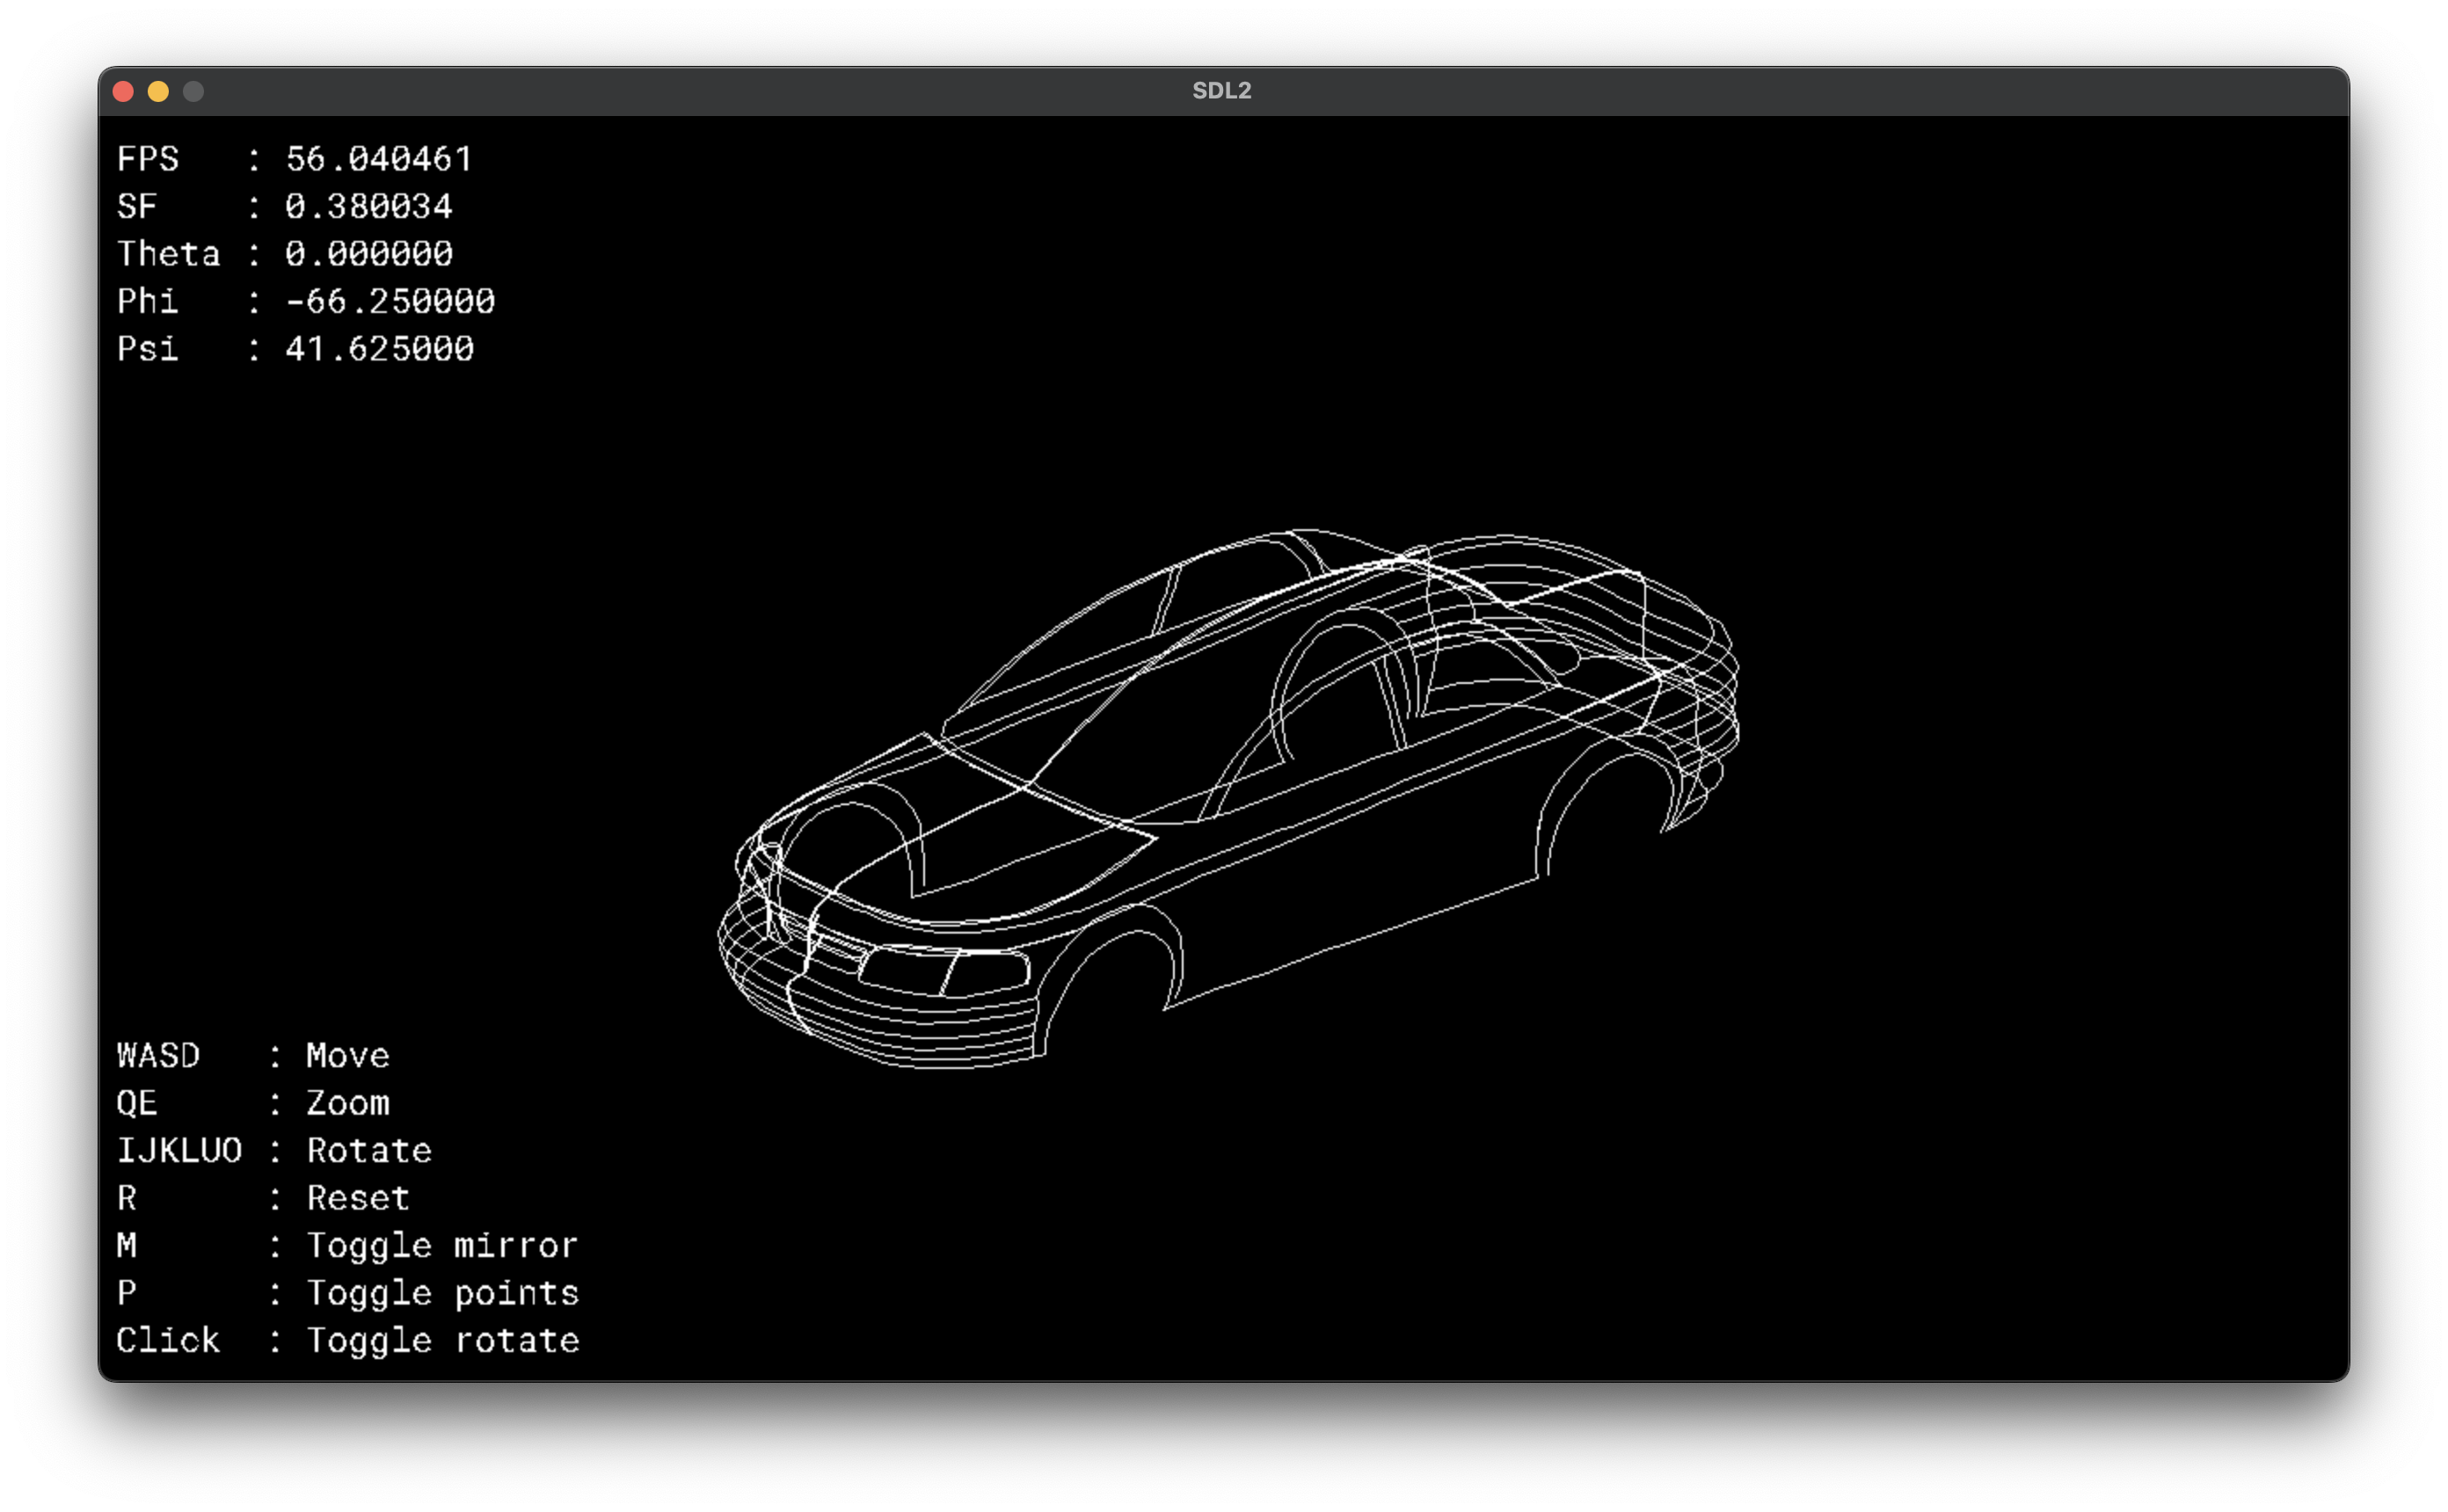 SDL2
FPS   : 56.040461
SF    : 0.380034
Theta : 0.000000
Phi   : -66.250000
Psi   : 41.625000
WASD   : Move
QE     : Zoom
IJKLUO : Rotate
R      : Reset
M      : Toggle mirror
P      : Toggle points
Click  : Toggle rotate